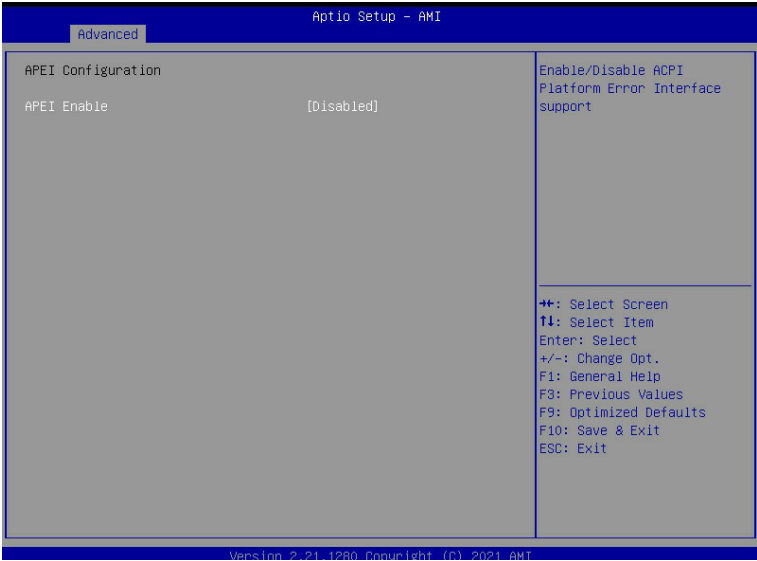 Aptio Setup – AMI
Advanced
APEI Configuration
APEI Enable [Disabled]
Enable/Disable ACPI
Platform Error Interface
support
→←: Select Screen
↑↓: Select Item
Enter: Select
+/-: Change Opt.
F1: General Help
F3: Previous Values
F9: Optimized Defaults
F10: Save & Exit
ESC: Exit
Version 2.21.1280 Copyright (C) 2021 AMI